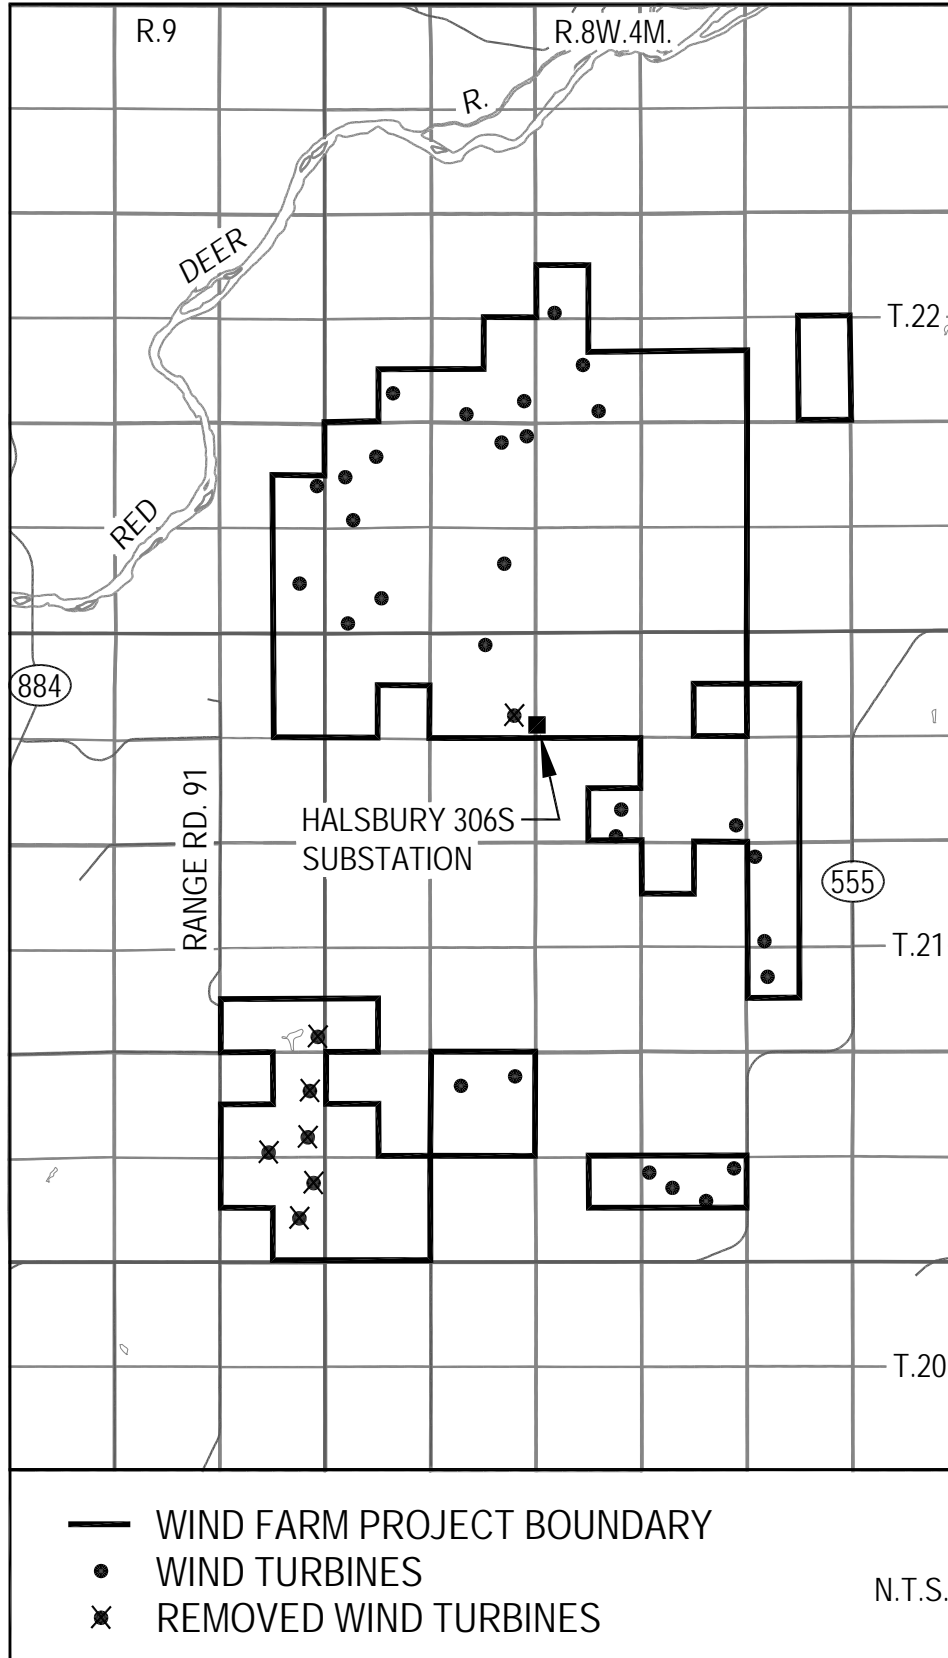 R.9
R.8W.4M.
R.
DEER
T.22
RED
884
RANGE RD. 91
HALSBURY 306S
SUBSTATION
555
T.21
T.20
WIND FARM PROJECT BOUNDARY
WIND TURBINES
REMOVED WIND TURBINES
N.T.S.